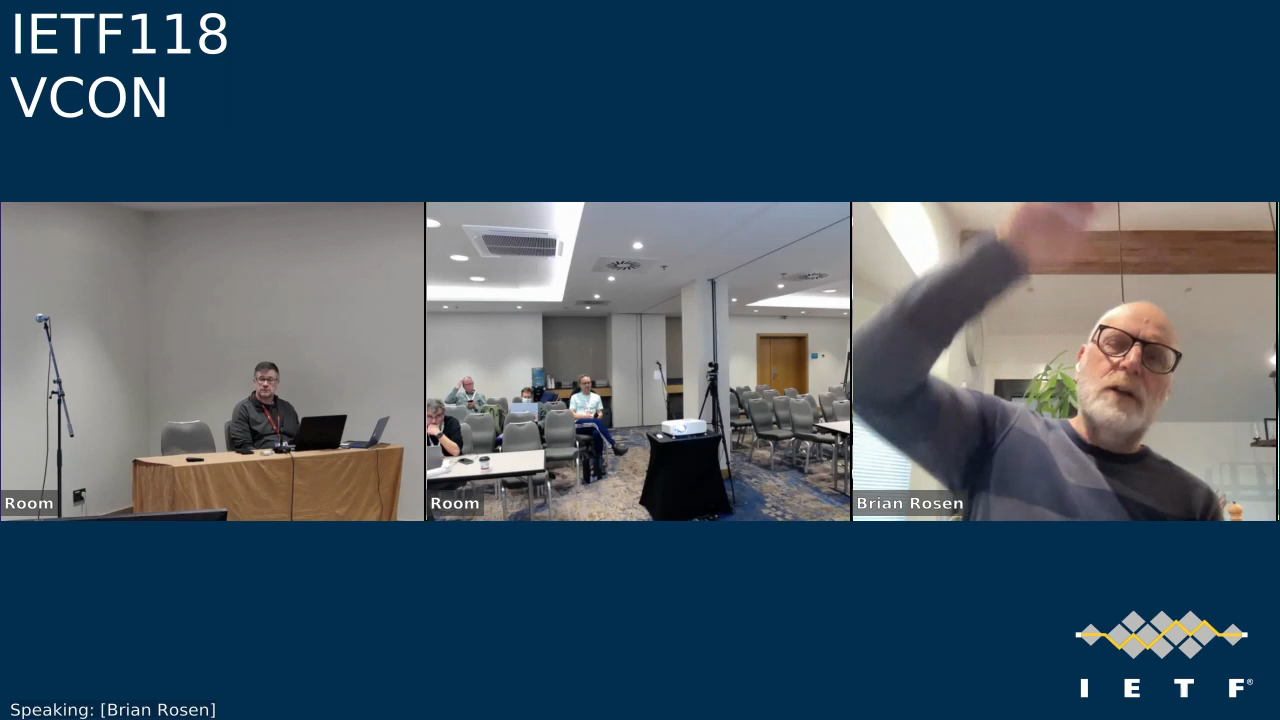 IETF118
VCON
Room
Room
Brian Rosen
I E T F®
Speaking: [Brian Rosen]